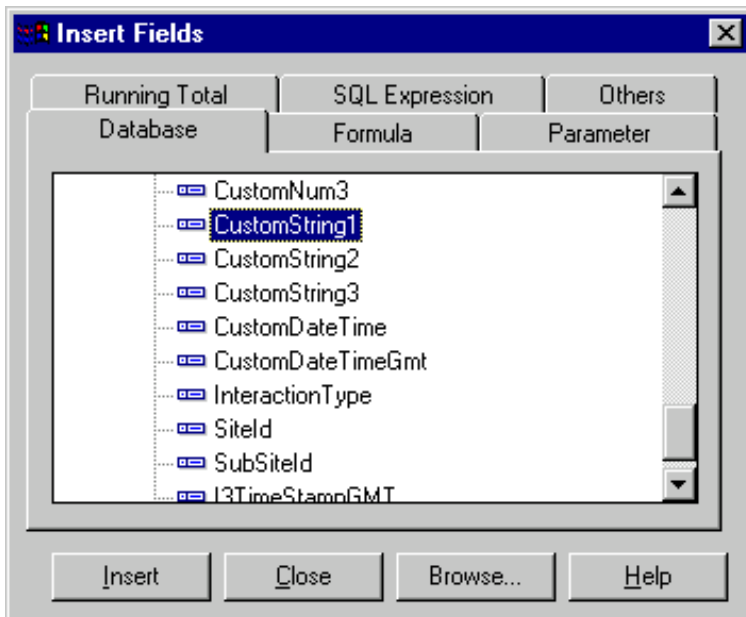 Insert Fields
Running Total SQL Expression Others
Database Formula Parameter
CustomNum3
CustomString1
CustomString2
CustomString3
CustomDateTime
CustomDateTimeGmt
InteractionType
SiteId
SubSiteId
I3TimeStampGMT
Insert Close Browse... Help